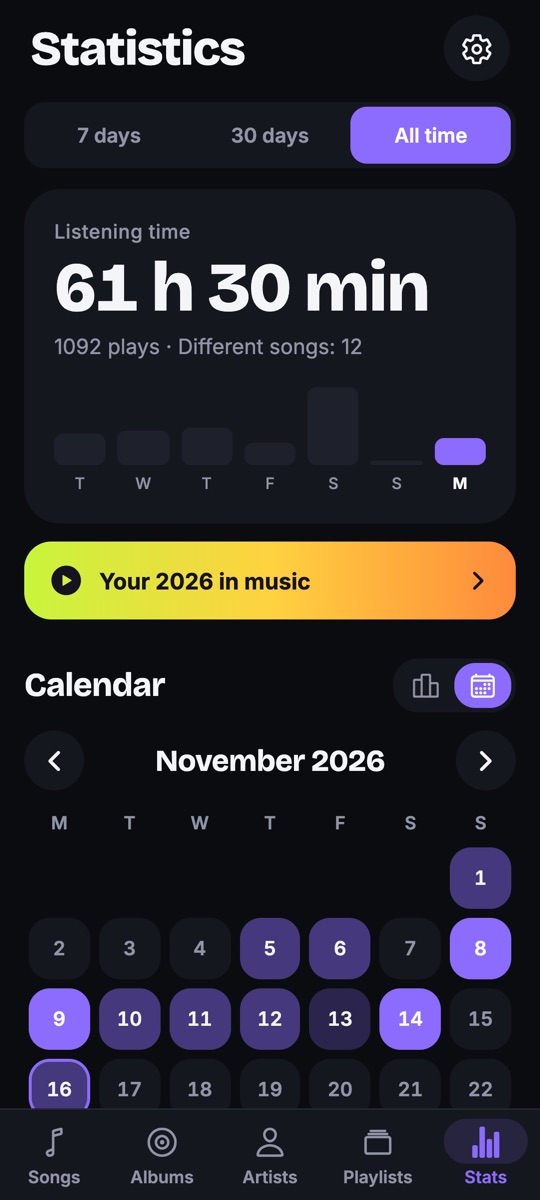 Statistics
7 days 30 days All time
Listening time
61 h 30 min
1092 plays · Different songs: 12
T W T F S S M
Your 2026 in music
Calendar
November 2026
M T W T F S S
1
2 3 4 5 6 7 8
9 10 11 12 13 14 15
16 17 18 19 20 21 22
Songs Albums Artists Playlists Stats